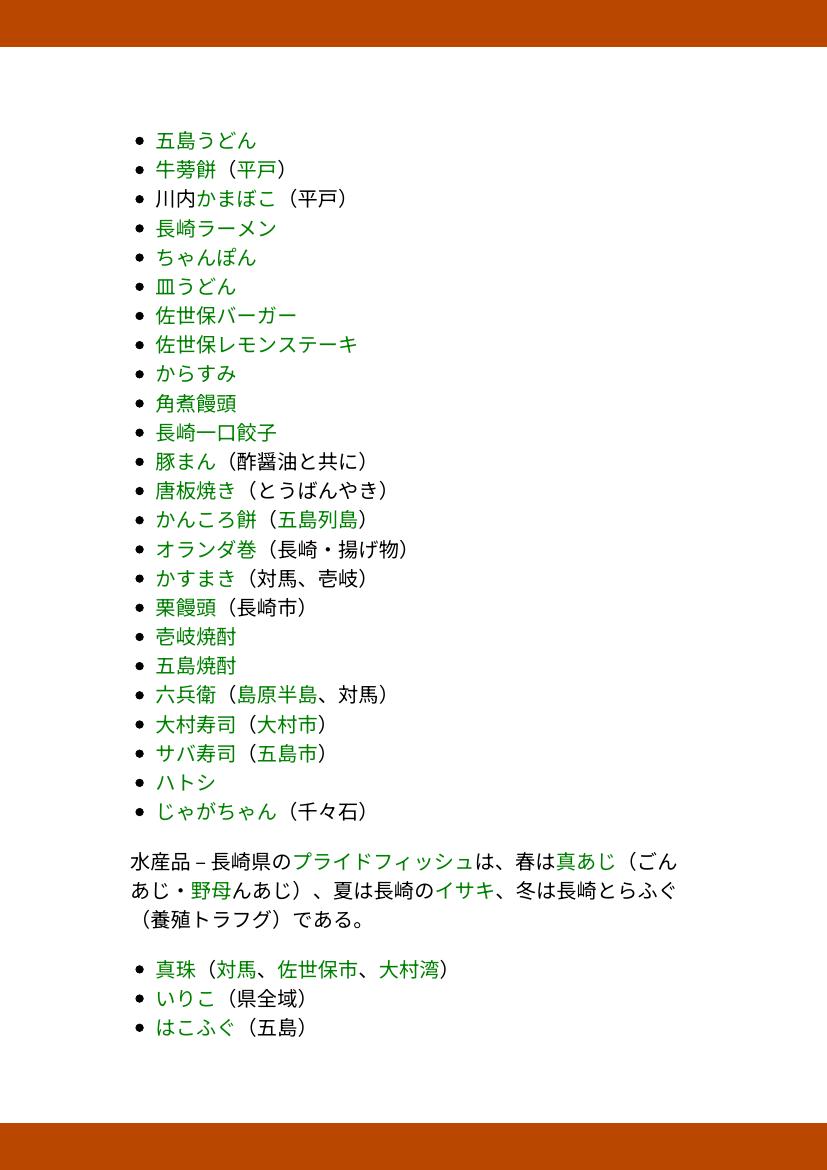 五島うどん
牛蒡餅（平戸）
川内かまぼこ（平戸）
長崎ラーメン
ちゃんぽん
皿うどん
佐世保バーガー
佐世保レモンステーキ
からすみ
角煮饅頭
長崎一口餃子
豚まん（酢醤油と共に）
唐板焼き（とうばんやき）
かんころ餅（五島列島）
オランダ巻（長崎・揚げ物）
かすまき（対馬、壱岐）
栗饅頭（長崎市）
壱岐焼酎
五島焼酎
六兵衛（島原半島、対馬）
大村寿司（大村市）
サバ寿司（五島市）
ハトシ
じゃがちゃん（千々石）
水産品 – 長崎県のプライドフィッシュは、春は真あじ（ごん
あじ・野母んあじ）、夏は長崎のイサキ、冬は長崎とらふぐ
（養殖トラフグ）である。
真珠（対馬、佐世保市、大村湾）
いりこ（県全域）
はこふぐ（五島）